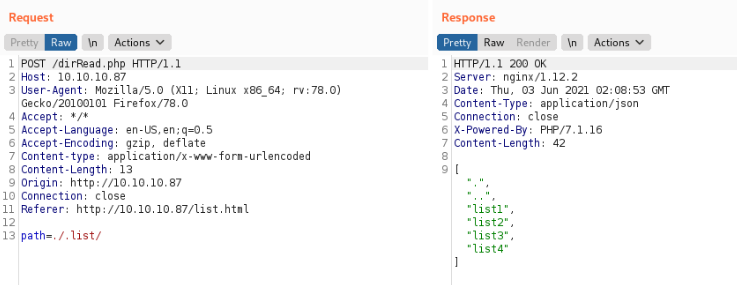 Request
Pretty Raw \n Actions
1 POST /dirRead.php HTTP/1.1
2 Host: 10.10.10.87
3 User-Agent: Mozilla/5.0 (X11; Linux x86_64; rv:78.0)
Gecko/20100101 Firefox/78.0
4 Accept: */*
5 Accept-Language: en-US,en;q=0.5
6 Accept-Encoding: gzip, deflate
7 Content-type: application/x-www-form-urlencoded
8 Content-Length: 13
9 Origin: http://10.10.10.87
10 Connection: close
11 Referer: http://10.10.10.87/list.html
12
13 path=./.list/
Response
Pretty Raw Render \n Actions
1 HTTP/1.1 200 OK
2 Server: nginx/1.12.2
3 Date: Thu, 03 Jun 2021 02:08:53 GMT
4 Content-Type: application/json
5 Connection: close
6 X-Powered-By: PHP/7.1.16
7 Content-Length: 42
8
9 [
".",
"..",
"list1",
"list2",
"list3",
"list4"
]